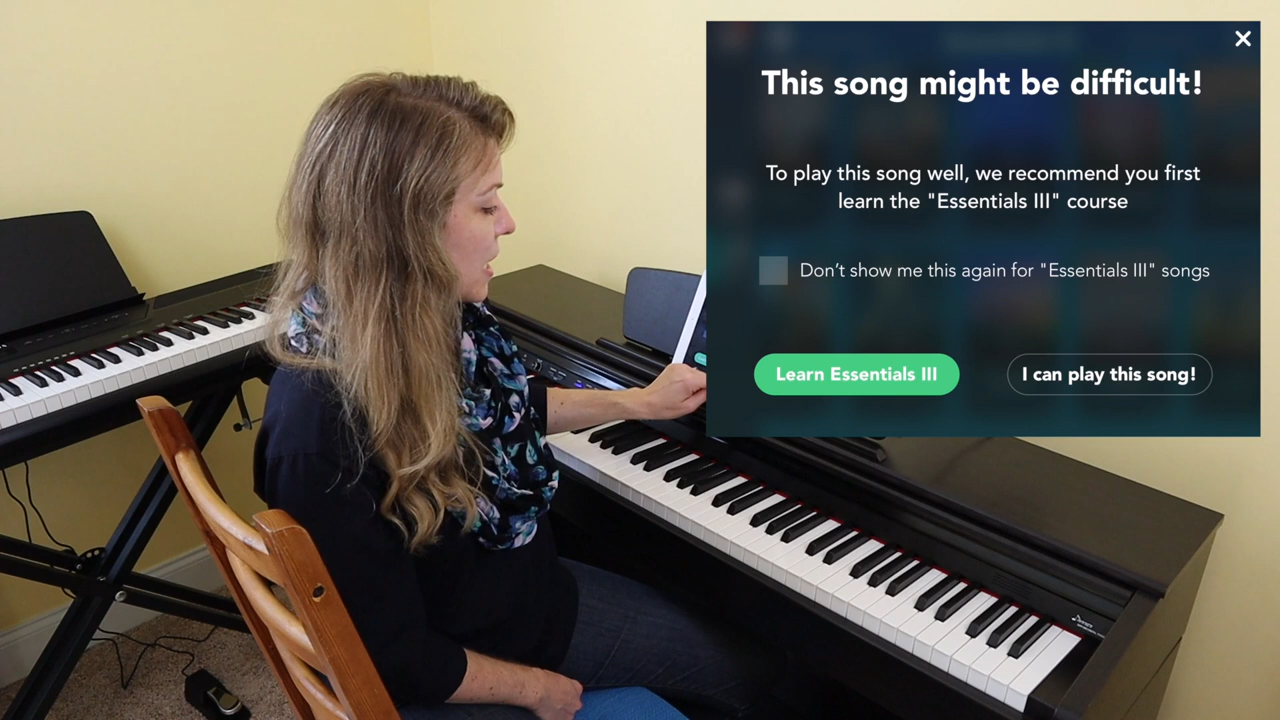 This song might be difficult!
To play this song well, we recommend you first
learn the "Essentials III" course
Don't show me this again for "Essentials III" songs
Learn Essentials III
I can play this song!